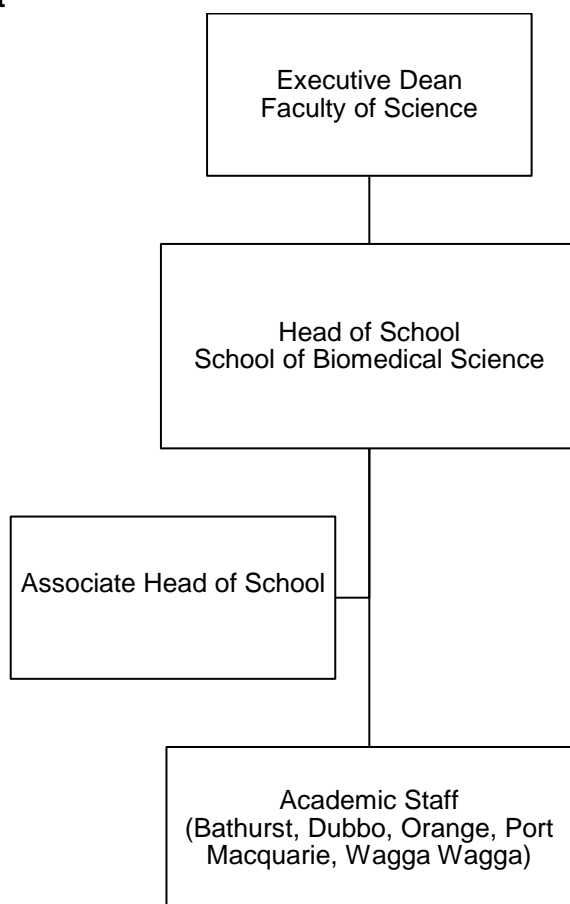 Executive Dean
Faculty of Science
Head of School
School of Biomedical Science
Associate Head of School
Academic Staff
(Bathurst, Dubbo, Orange, Port
Macquarie, Wagga Wagga)